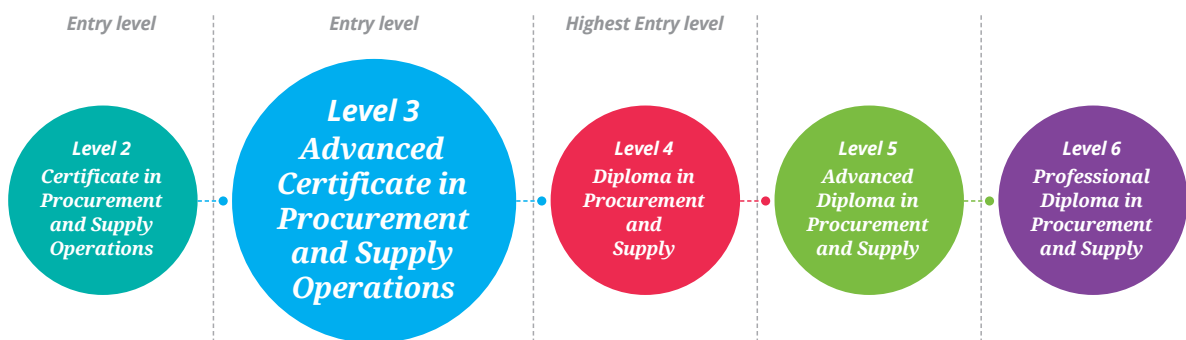 Entry level
Entry level
Highest Entry level
Level 2
Certificate in
Procurement
and Supply
Operations
Level 3
Advanced
Certificate in
Procurement
and Supply
Operations
Level 4
Diploma in
Procurement
and
Supply
Level 5
Advanced
Diploma in
Procurement
and Supply
Level 6
Professional
Diploma in
Procurement
and Supply